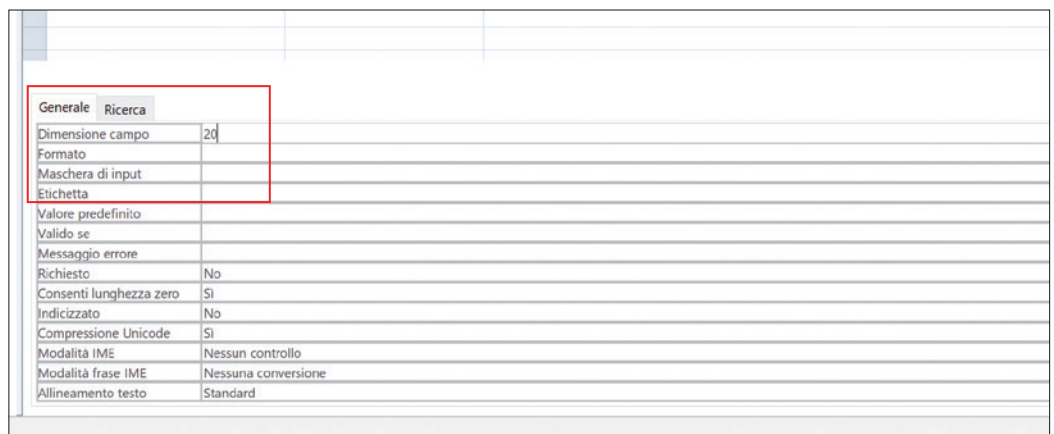 Generale Ricerca
Dimensione campo 20
Formato
Maschera di input
Etichetta
Valore predefinito
Valido se
Messaggio errore
Richiesto No
Consenti lunghezza zero Sì
Indicizzato No
Compressione Unicode Sì
Modalità IME Nessun controllo
Modalità frase IME Nessuna conversione
Allineamento testo Standard